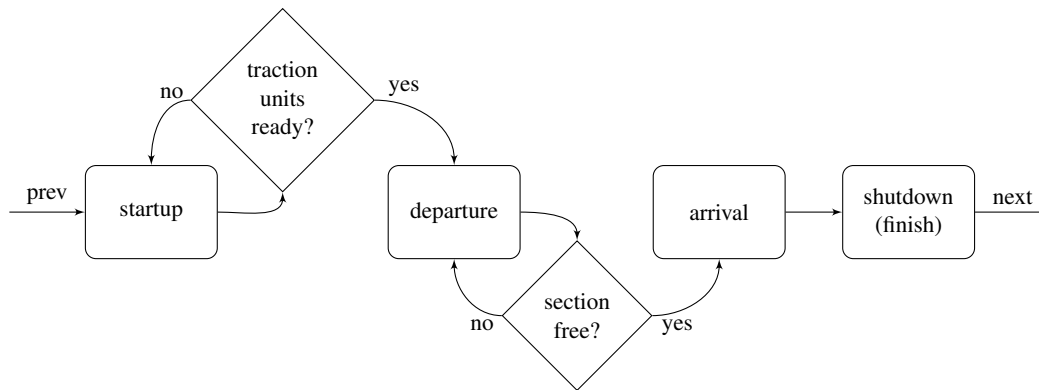 traction
units
ready?
no
yes
prev
startup
departure
arrival
shutdown
(finish)
next
section
free?
no
yes